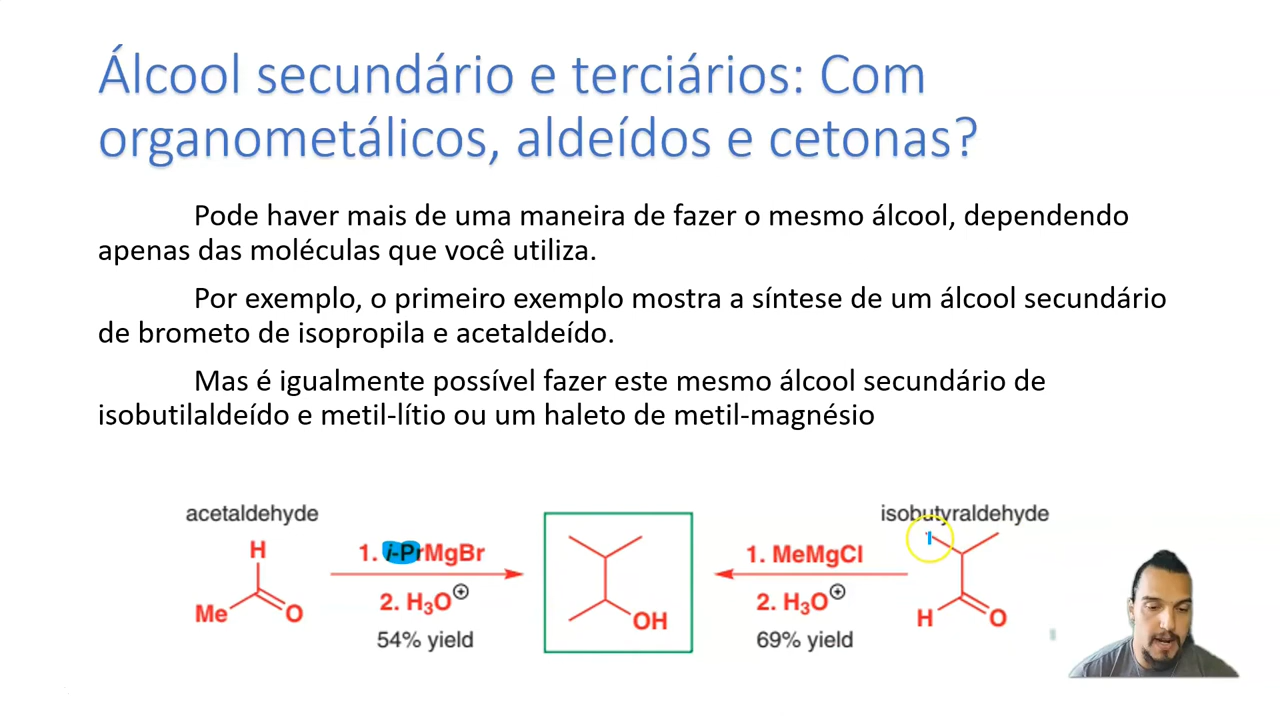 Álcool secundário e terciários: Com
organometálicos, aldeídos e cetonas?
Pode haver mais de uma maneira de fazer o mesmo álcool, dependendo
apenas das moléculas que você utiliza.
Por exemplo, o primeiro exemplo mostra a síntese de um álcool secundário
de brometo de isopropila e acetaldeído.
Mas é igualmente possível fazer este mesmo álcool secundário de
isobutilaldeído e metil-lítio ou um haleto de metil-magnésio
acetaldehyde
H
Me
O
1. i-PrMgBr
2. H₃O⊕
54% yield
OH
1. MeMgCl
2. H₃O⊕
69% yield
isobutyraldehyde
H
O